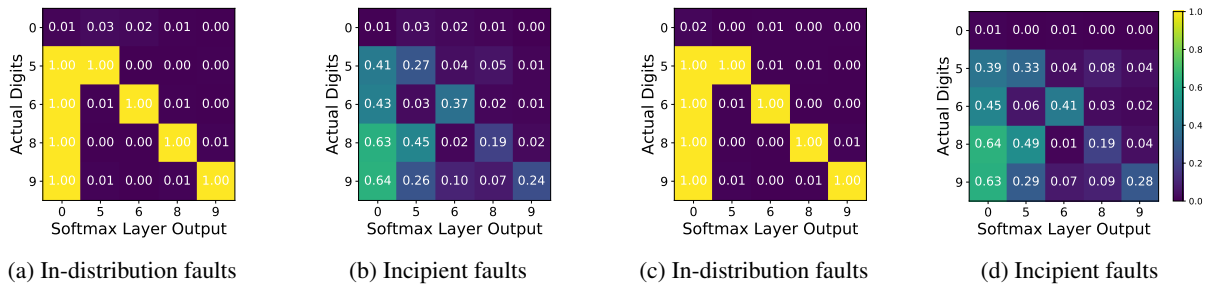 Actual Digits
0 0.01 0.03 0.02 0.01 0.00
5 1.00 1.00 0.00 0.00 0.00
6 1.00 0.01 1.00 0.00 0.00
8 1.00 0.00 0.00 1.00 0.01
9 1.00 0.01 0.00 0.01 1.00
0 5 6 8 9
Softmax Layer Output
(a) In-distribution faults
Actual Digits
0 0.01 0.03 0.02 0.01 0.00
5 0.41 0.27 0.04 0.05 0.01
6 0.43 0.03 0.37 0.02 0.01
8 0.63 0.45 0.02 0.19 0.02
9 0.64 0.26 0.10 0.07 0.24
0 5 6 8 9
Softmax Layer Output
(b) Incipient faults
Actual Digits
0 0.02 0.01 0.01 0.00 0.00
5 1.00 1.00 0.01 0.00 0.00
6 1.00 0.01 1.00 0.00 0.00
8 1.00 0.00 0.00 1.00 0.01
9 1.00 0.01 0.00 0.01 1.00
0 5 6 8 9
Softmax Layer Output
(c) In-distribution faults
Actual Digits
0 0.01 0.00 0.01 0.00 0.00
5 0.39 0.33 0.04 0.08 0.04
6 0.45 0.06 0.41 0.03 0.02
8 0.64 0.49 0.01 0.19 0.04
9 0.63 0.29 0.07 0.09 0.28
0 5 6 8 9
Softmax Layer Output
(d) Incipient faults
1.0
0.8
0.6
0.4
0.2
0.0